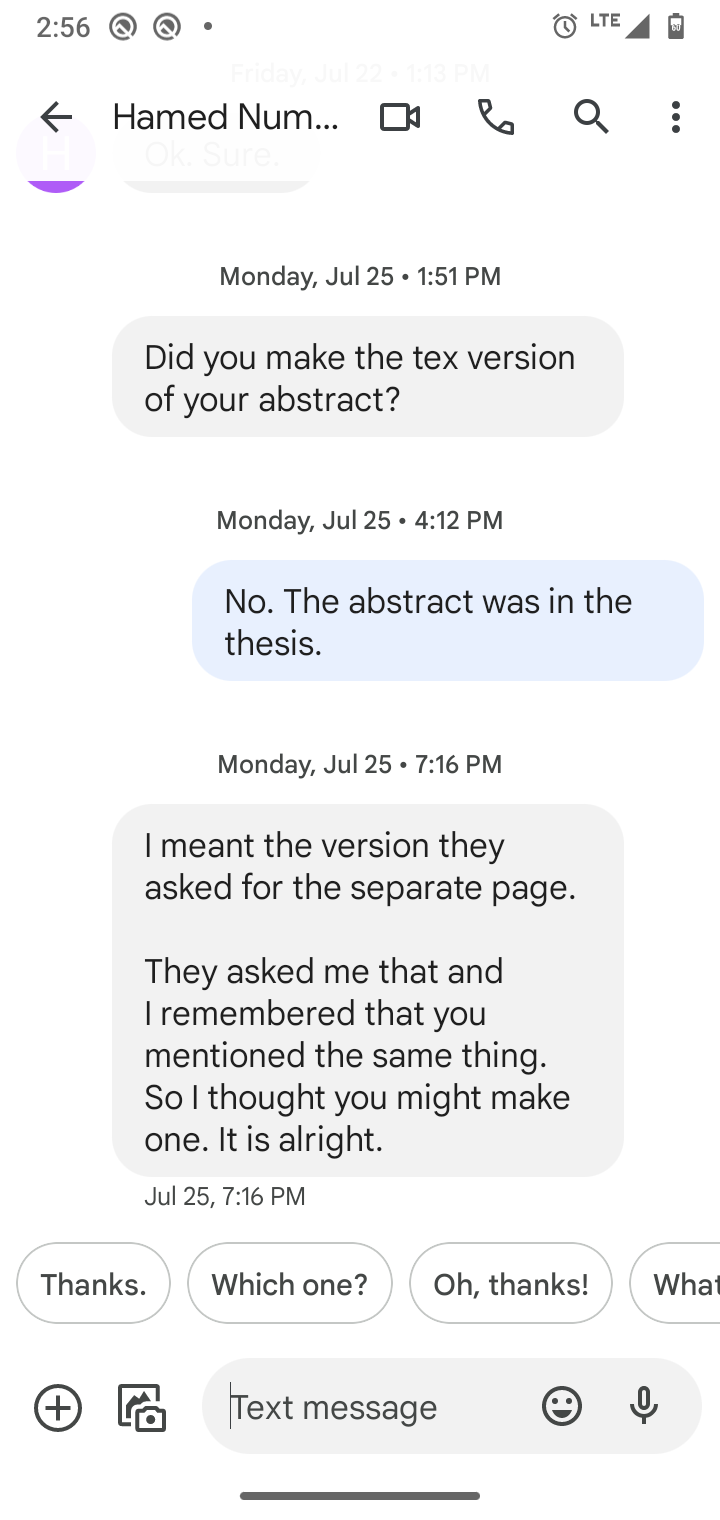 2:56
LTE
Friday, Jul 22 • 1:13 PM
Hamed Num...
H
Ok. Sure.
Monday, Jul 25 • 1:51 PM
Did you make the tex version
of your abstract?
Monday, Jul 25 • 4:12 PM
No. The abstract was in the
thesis.
Monday, Jul 25 • 7:16 PM
I meant the version they
asked for the separate page.
They asked me that and
I remembered that you
mentioned the same thing.
So I thought you might make
one. It is alright.
Jul 25, 7:16 PM
Thanks.
Which one?
Oh, thanks!
What
Text message